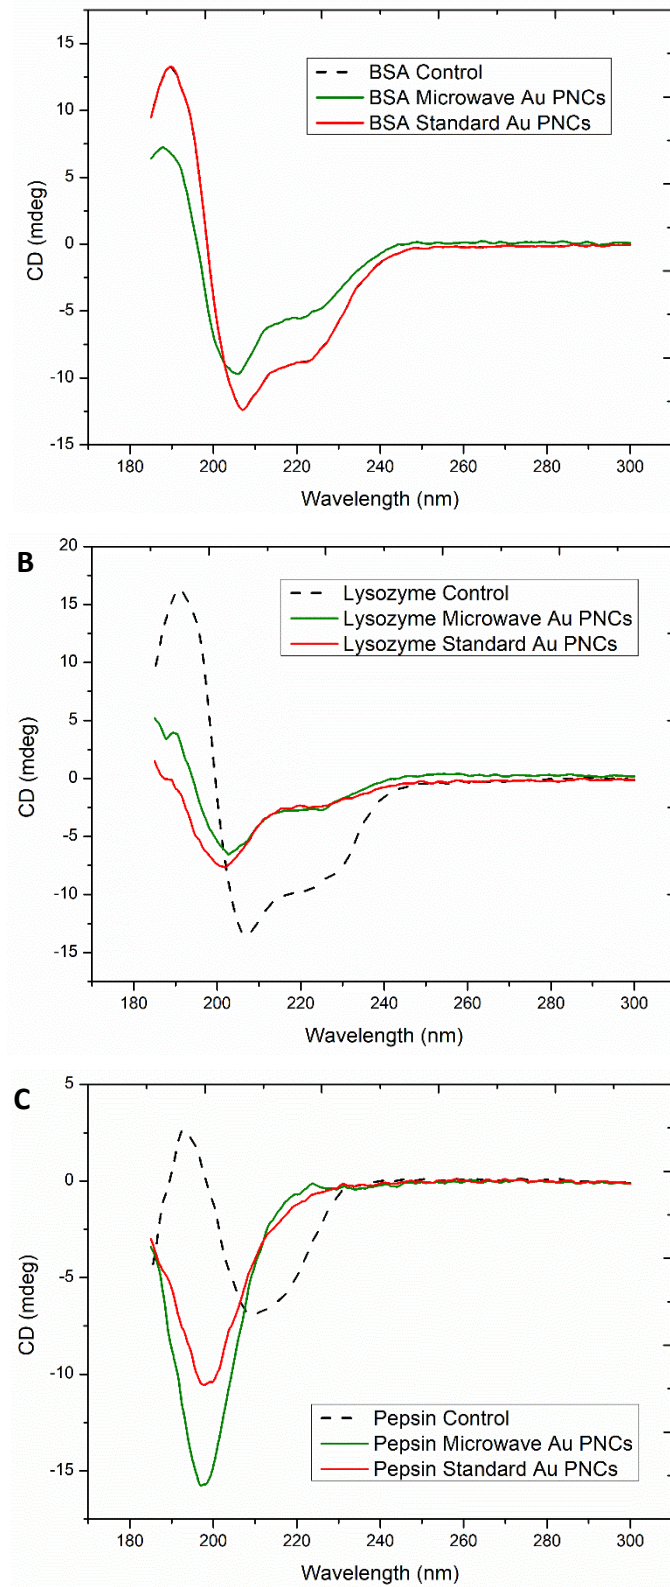 15
10
5
0
-5
-10
-15
CD (mdeg)
BSA Control
BSA Microwave Au PNCs
BSA Standard Au PNCs
180 200 220 240 260 280 300
Wavelength (nm)
B
20
15
10
5
0
-5
-10
-15
CD (mdeg)
Lysozyme Control
Lysozyme Microwave Au PNCs
Lysozyme Standard Au PNCs
180 200 220 240 260 280 300
Wavelength (nm)
C
5
0
-5
-10
-15
CD (mdeg)
Pepsin Control
Pepsin Microwave Au PNCs
Pepsin Standard Au PNCs
180 200 220 240 260 280 300
Wavelength (nm)